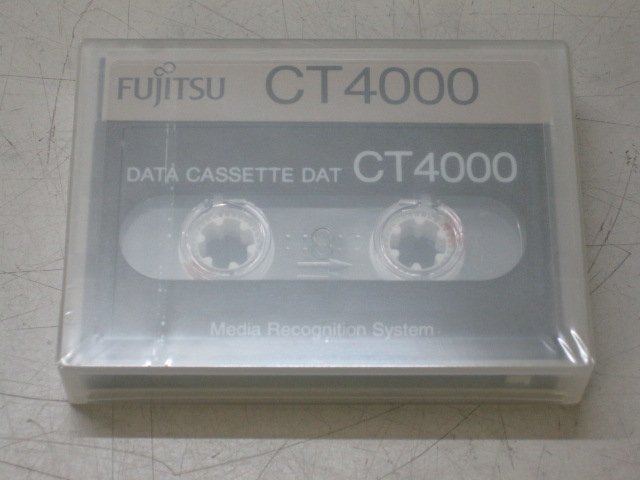 FUJITSU CT4000
DATA CASSETTE DAT CT4000
Media Recognition System